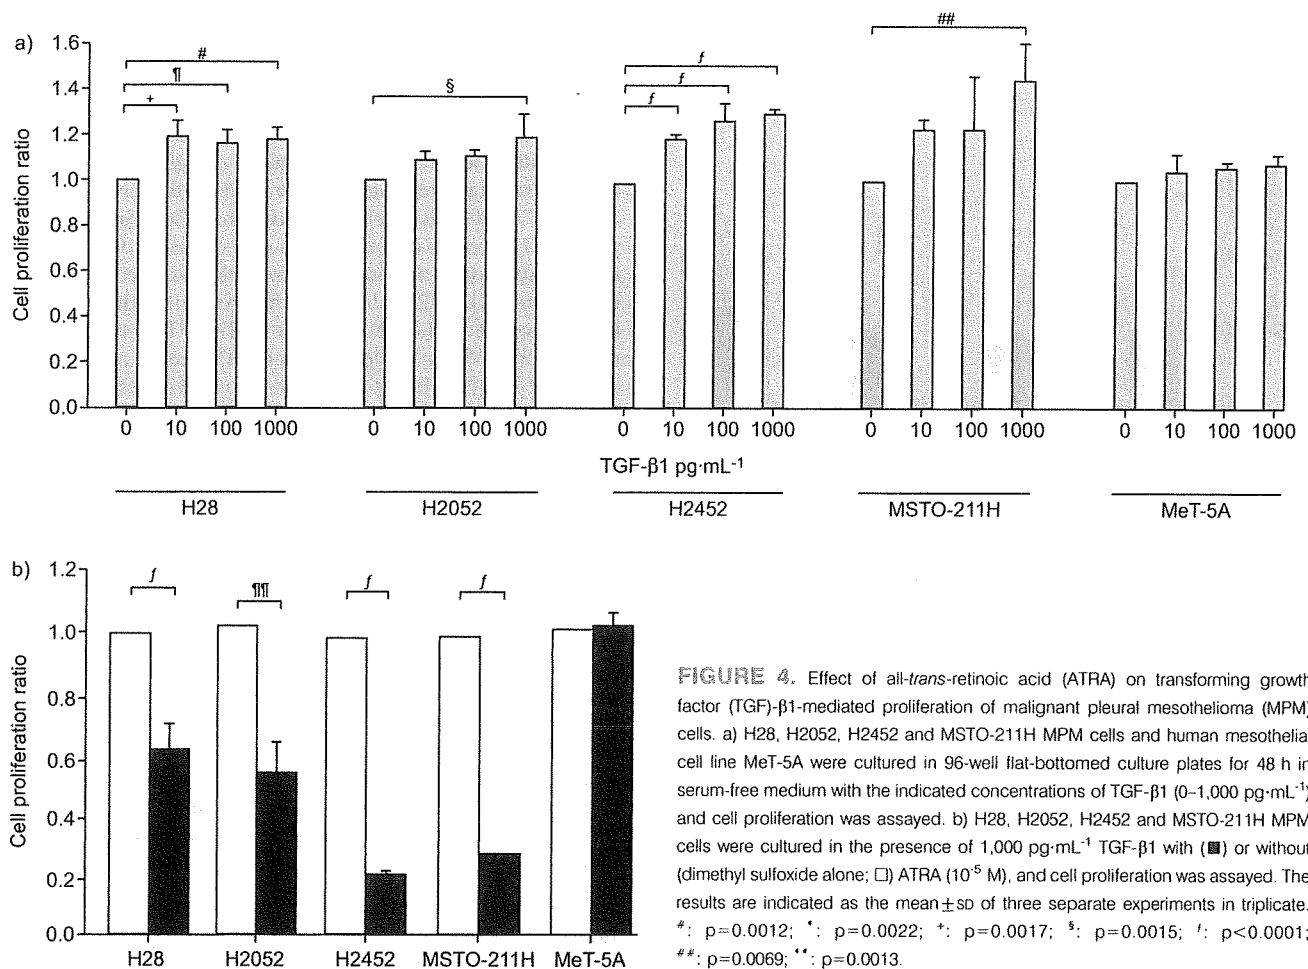 a)
#
¶
+
§
f
f
f
##
1.6
1.4
1.2
1.0
0.8
0.6
0.4
0.2
0.0
Cell proliferation ratio
0 10 100 1000 0 10 100 1000 0 10 100 1000 0 10 100 1000 0 10 100 1000
TGF-β1 pg·mL⁻¹
H28 H2052 H2452 MSTO-211H MeT-5A
b)
f ¶¶ f f
1.2
1.0
0.8
0.6
0.4
0.2
0.0
Cell proliferation ratio
H28 H2052 H2452 MSTO-211H MeT-5A
FIGURE 4. Effect of all-trans-retinoic acid (ATRA) on transforming growth
factor (TGF)-β1-mediated proliferation of malignant pleural mesothelioma (MPM)
cells. a) H28, H2052, H2452 and MSTO-211H MPM cells and human mesothelia
cell line MeT-5A were cultured in 96-well flat-bottomed culture plates for 48 h in
serum-free medium with the indicated concentrations of TGF-β1 (0–1,000 pg·mL⁻¹)
and cell proliferation was assayed. b) H28, H2052, H2452 and MSTO-211H MPM
cells were cultured in the presence of 1,000 pg·mL⁻¹ TGF-β1 with (■) or without
(dimethyl sulfoxide alone; □) ATRA (10⁻⁵ M), and cell proliferation was assayed. The
results are indicated as the mean±SD of three separate experiments in triplicate.
#: p=0.0012; ¶: p=0.0022; +: p=0.0017; §: p=0.0015; f: p<0.0001;
##: p=0.0069; ¶¶: p=0.0013.